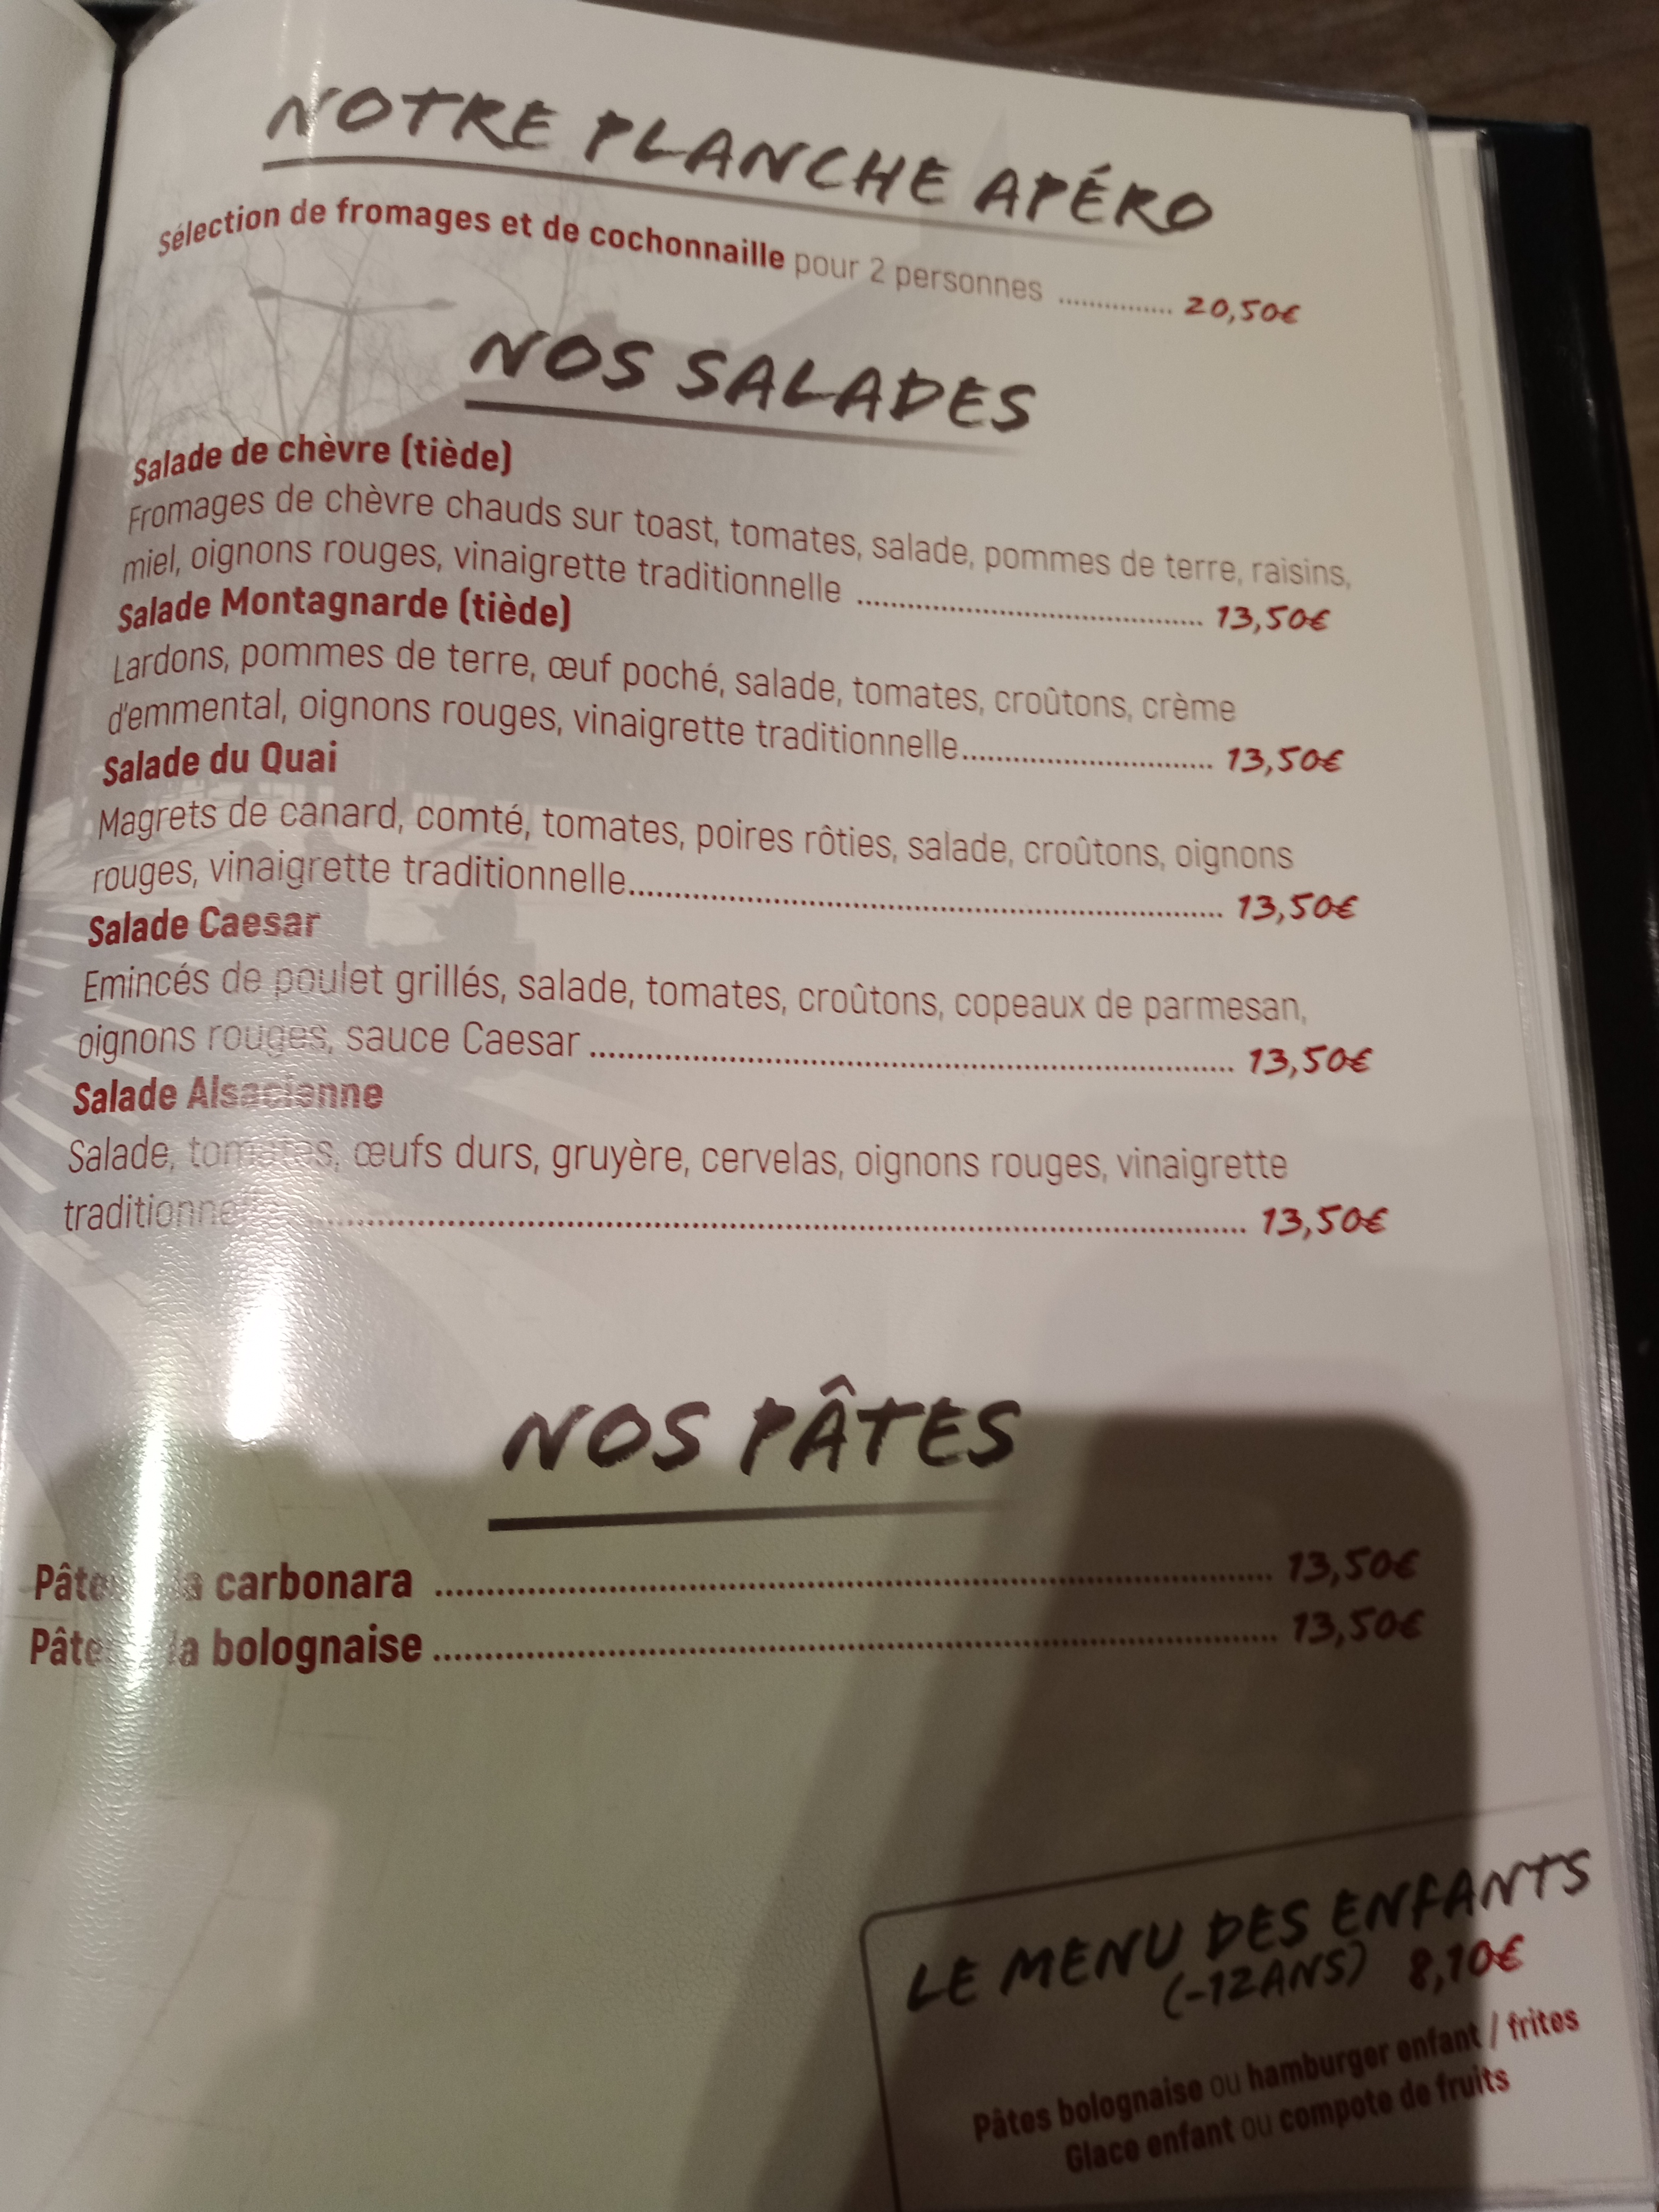 NOTRE PLANCHE APÉRO
Sélection de fromages et de cochonnaille pour 2 personnes ............... 20,50€
NOS SALADES
Salade de chèvre (tiède)
Fromages de chèvre chauds sur toast, tomates, salade, pommes de terre, raisins,
miel, oignons rouges, vinaigrette traditionnelle ............... 13,50€
Salade Montagnarde (tiède)
Lardons, pommes de terre, œuf poché, salade, tomates, croûtons, crème
d'emmental, oignons rouges, vinaigrette traditionnelle............... 13,50€
Salade du Quai
Magrets de canard, comté, tomates, poires rôties, salade, croûtons, oignons
rouges, vinaigrette traditionnelle............... 13,50€
Salade Caesar
Emincés de poulet grillés, salade, tomates, croûtons, copeaux de parmesan,
oignons rouges, sauce Caesar ............... 13,50€
Salade Alsacienne
Salade, tomates, œufs durs, gruyère, cervelas, oignons rouges, vinaigrette
............... 13,50€
NOS PÂTES
carbonara ............... 13,50€
bolognaise ............... 13,50€
LE MENU DES ENFANTS
(-12ANS) 8,10€
Pâtes bolognaise ou hamburger enfant / frites
Glace enfant ou compote de fruits